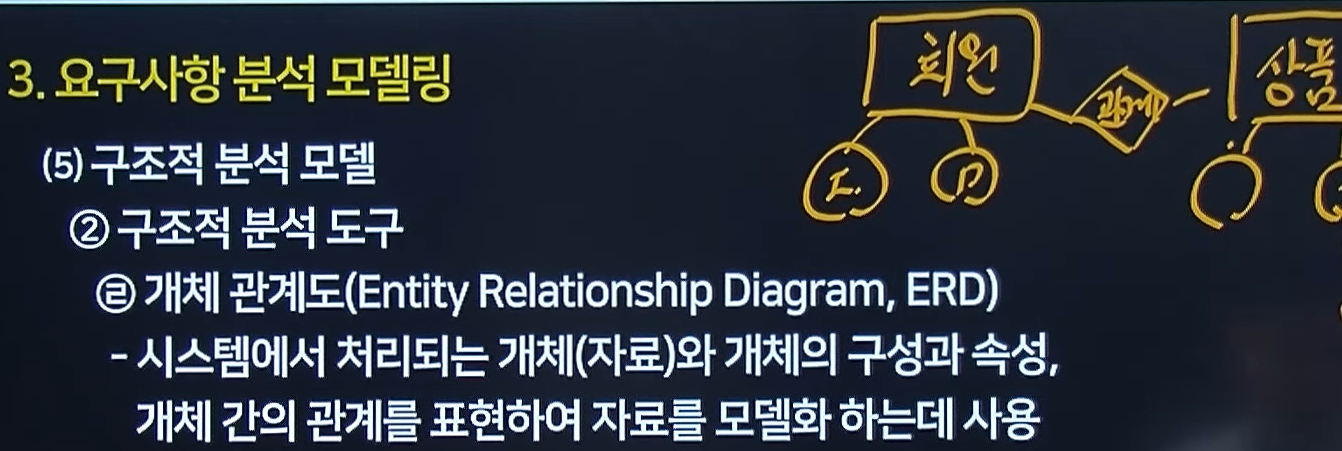 3. 요구사항 분석 모델링
(5) 구조적 분석 모델
② 구조적 분석 도구
㉣ 개체 관계도(Entity Relationship Diagram, ERD)
- 시스템에서 처리되는 개체(자료)와 개체의 구성과 속성,
개체 간의 관계를 표현하여 자료를 모델화 하는데 사용
회원
관계
상품